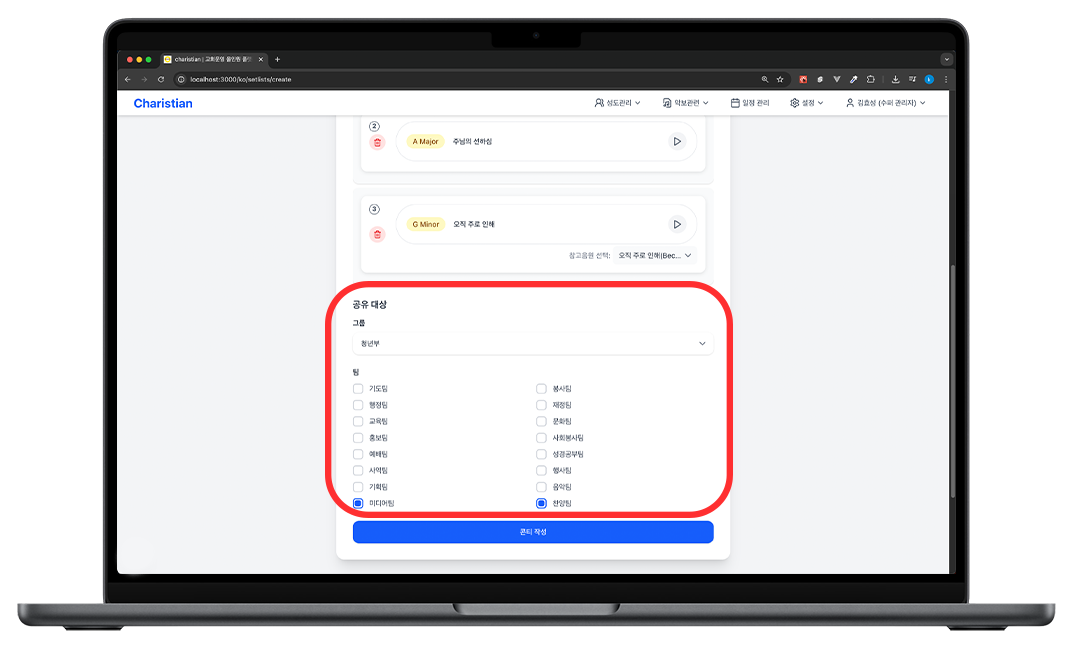 charistian | 교회운영 올인원 플랫
localhost:3000/ko/setlists/create
Charistian
성도관리
악보관련
일정 관리
설정
김효성 (수퍼 관리자)
2
A Major
주님의 선하심
3
G Minor
오직 주로 인해
참고음원 선택:
오직 주로 인해(Bec...
공유 대상
그룹
청년부
팀
기도팀
봉사팀
행정팀
재정팀
교육팀
문화팀
홍보팀
사회봉사팀
예배팀
성경공부팀
사역팀
행사팀
기획팀
음악팀
미디어팀
찬양팀
콘티 작성